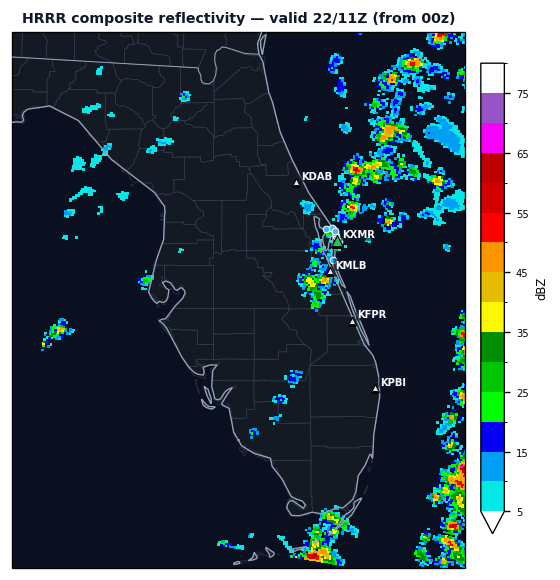 HRRR composite reflectivity — valid 22/11Z (from 00z)
KDAB
KXMR
KMLB
KFPR
KPBI
75
65
55
45
35
25
15
5
dBZ